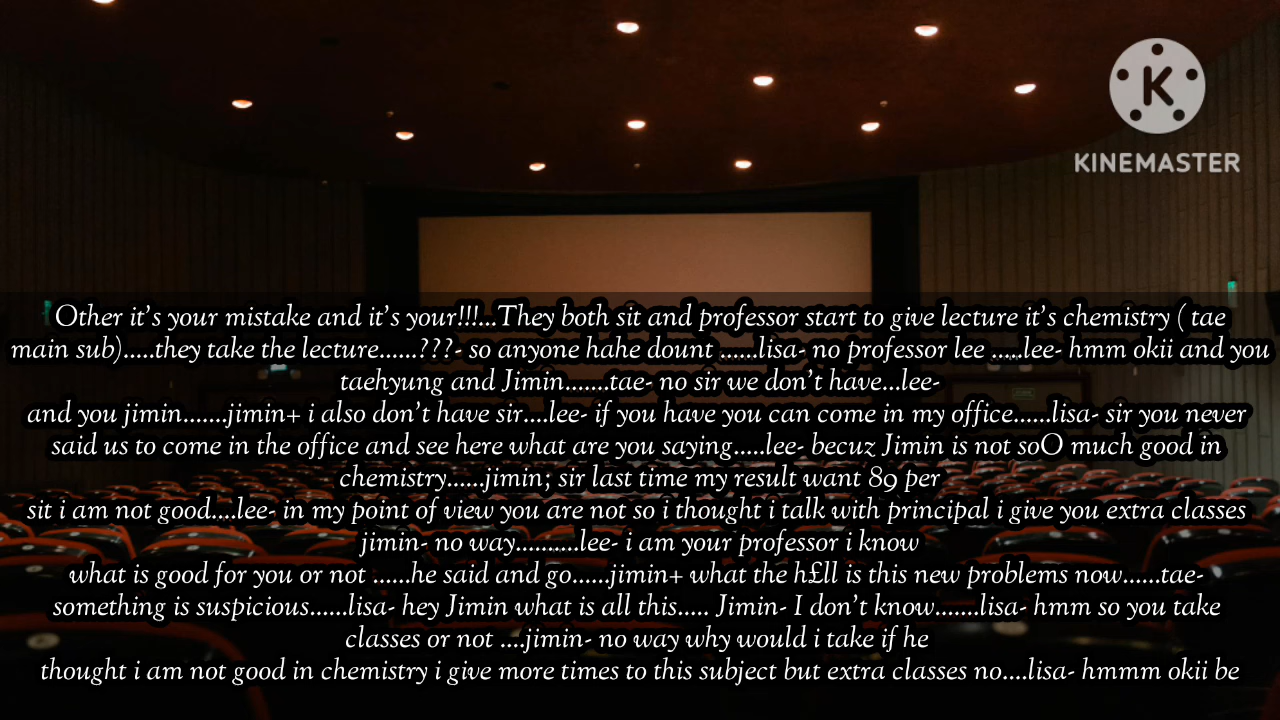 KINEMASTER
Other it's your mistake and it's your!!!...They both sit and professor start to give lecture it's chemistry ( tae
main sub).....they take the lecture......???- so anyone hahe dount ......lisa- no professor lee .....lee- hmm okii and you
taehyung and Jimin.......tae- no sir we don't have...lee-
and you jimin.......jimin+ i also don't have sir....lee- if you have you can come in my office......lisa- sir you never
said us to come in the office and see here what are you saying.....lee- becuz Jimin is not soO much good in
chemistry......jimin; sir last time my result want 89 per
sit i am not good....lee- in my point of view you are not so i thought i talk with principal i give you extra classes
jimin- no way..........lee- i am your professor i know
what is good for you or not ......he said and go......jimin+ what the h£ll is this new problems now......tae-
something is suspicious......lisa- hey Jimin what is all this..... Jimin- I don't know.......lisa- hmm so you take
classes or not ....jimin- no way why would i take if he
thought i am not good in chemistry i give more times to this subject but extra classes no....lisa- hmmm okii be